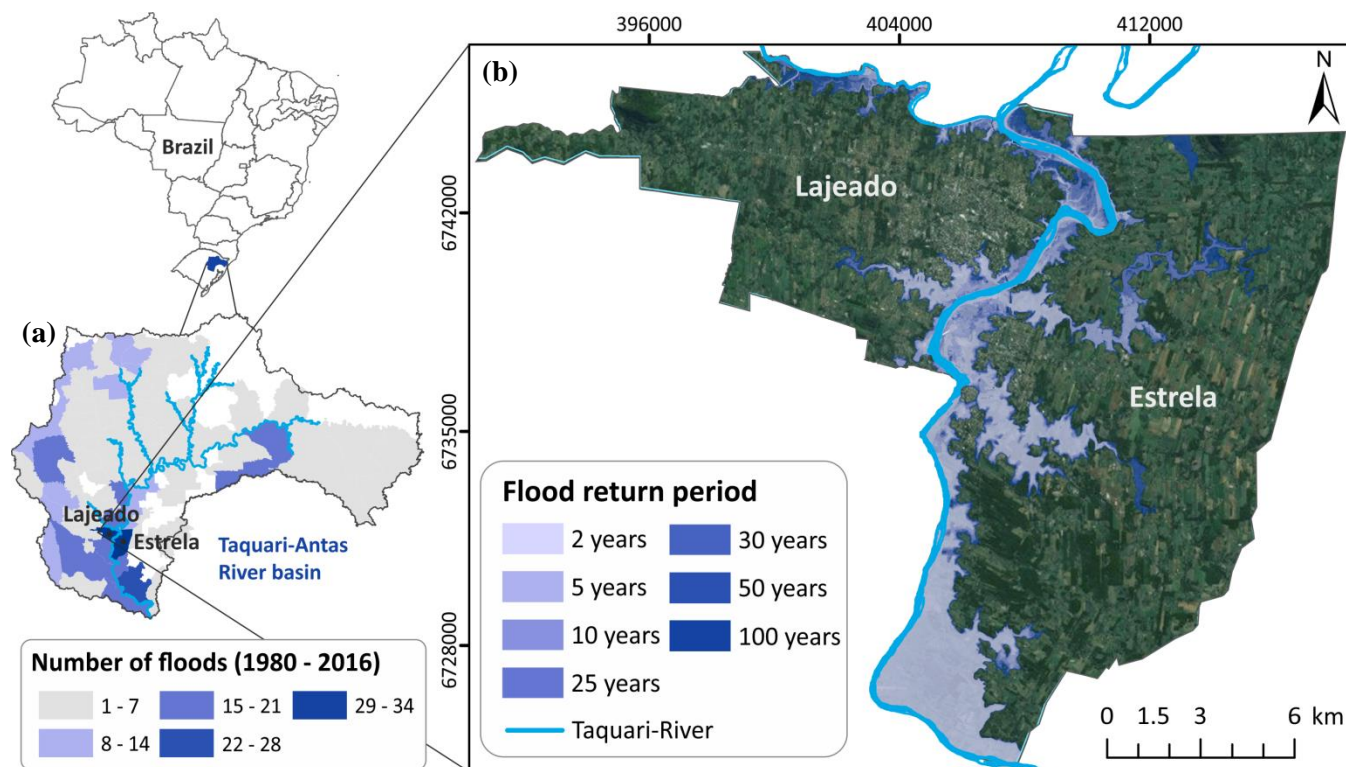 Brazil
(a)
Lajeado
Estrela
Taquari-Antas
River basin
Number of floods (1980 - 2016)
1 - 7
15 - 21
29 - 34
8 - 14
22 - 28
396000
404000
412000
(b)
N
6742000
6735000
6728000
Lajeado
Estrela
Flood return period
2 years
30 years
5 years
50 years
10 years
100 years
25 years
Taquari-River
0 1.5 3 6 km